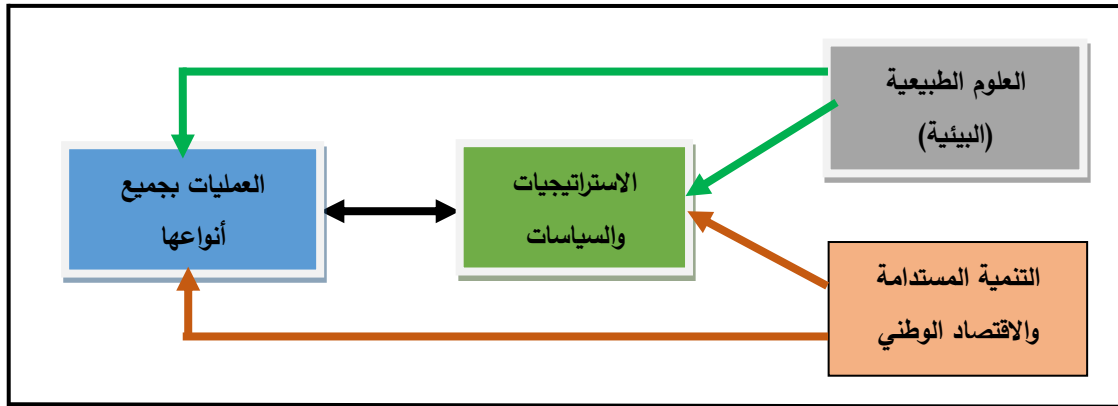 العلوم الطبيعية
(البيئية)
العمليات بجميع
أنواعها
الاستراتيجيات
والسياسات
التنمية المستدامة
والاقتصاد الوطني